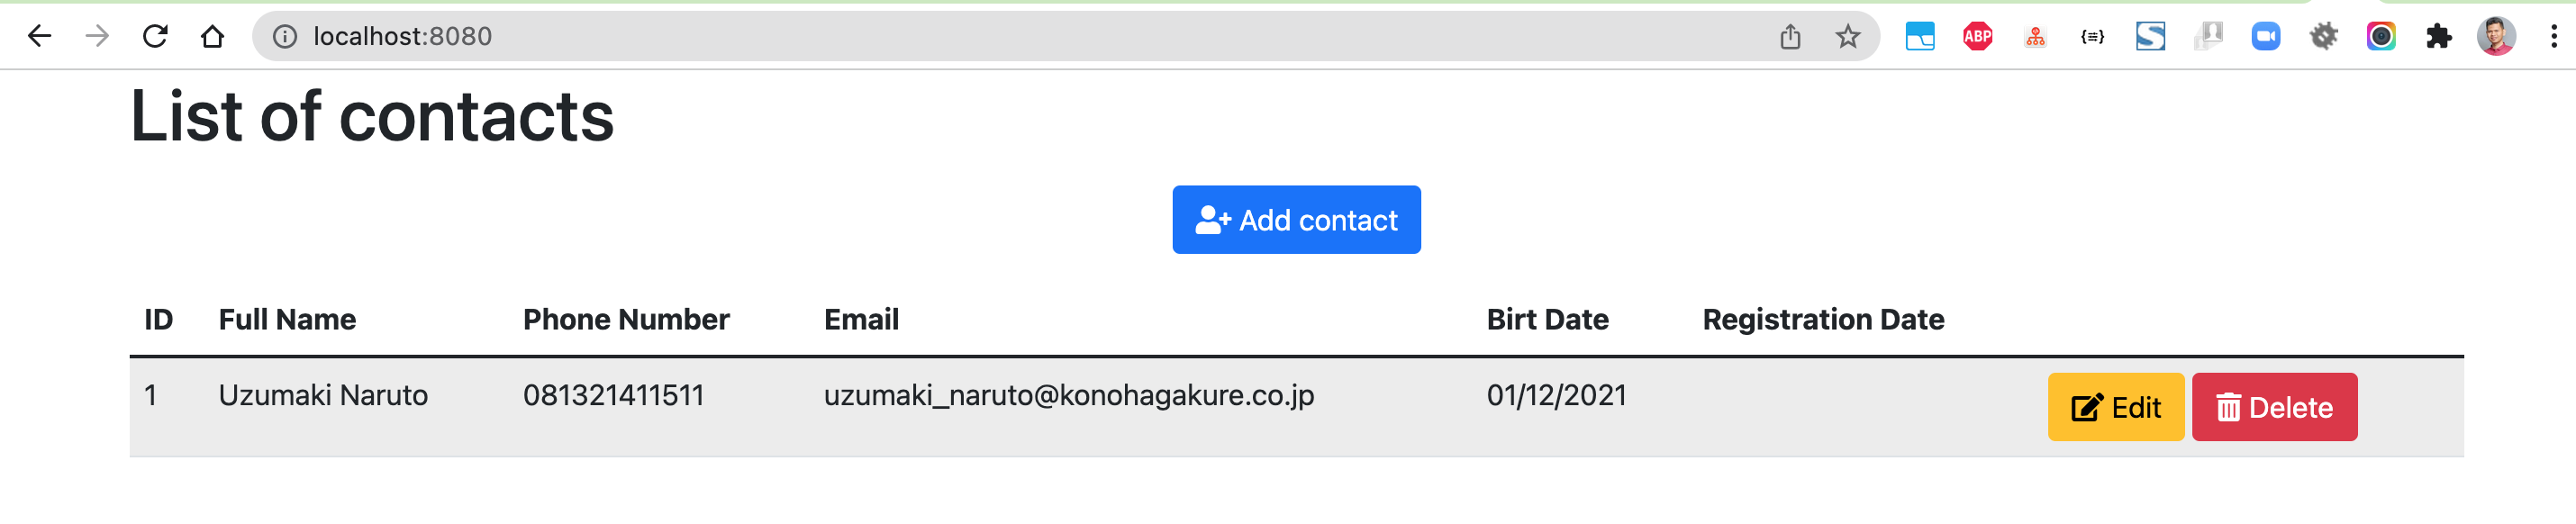 localhost:8080
ABP
List of contacts
Add contact
ID Full Name Phone Number Email Birt Date Registration Date
1 Uzumaki Naruto 081321411511 uzumaki_naruto@konohagakure.co.jp 01/12/2021 Edit Delete